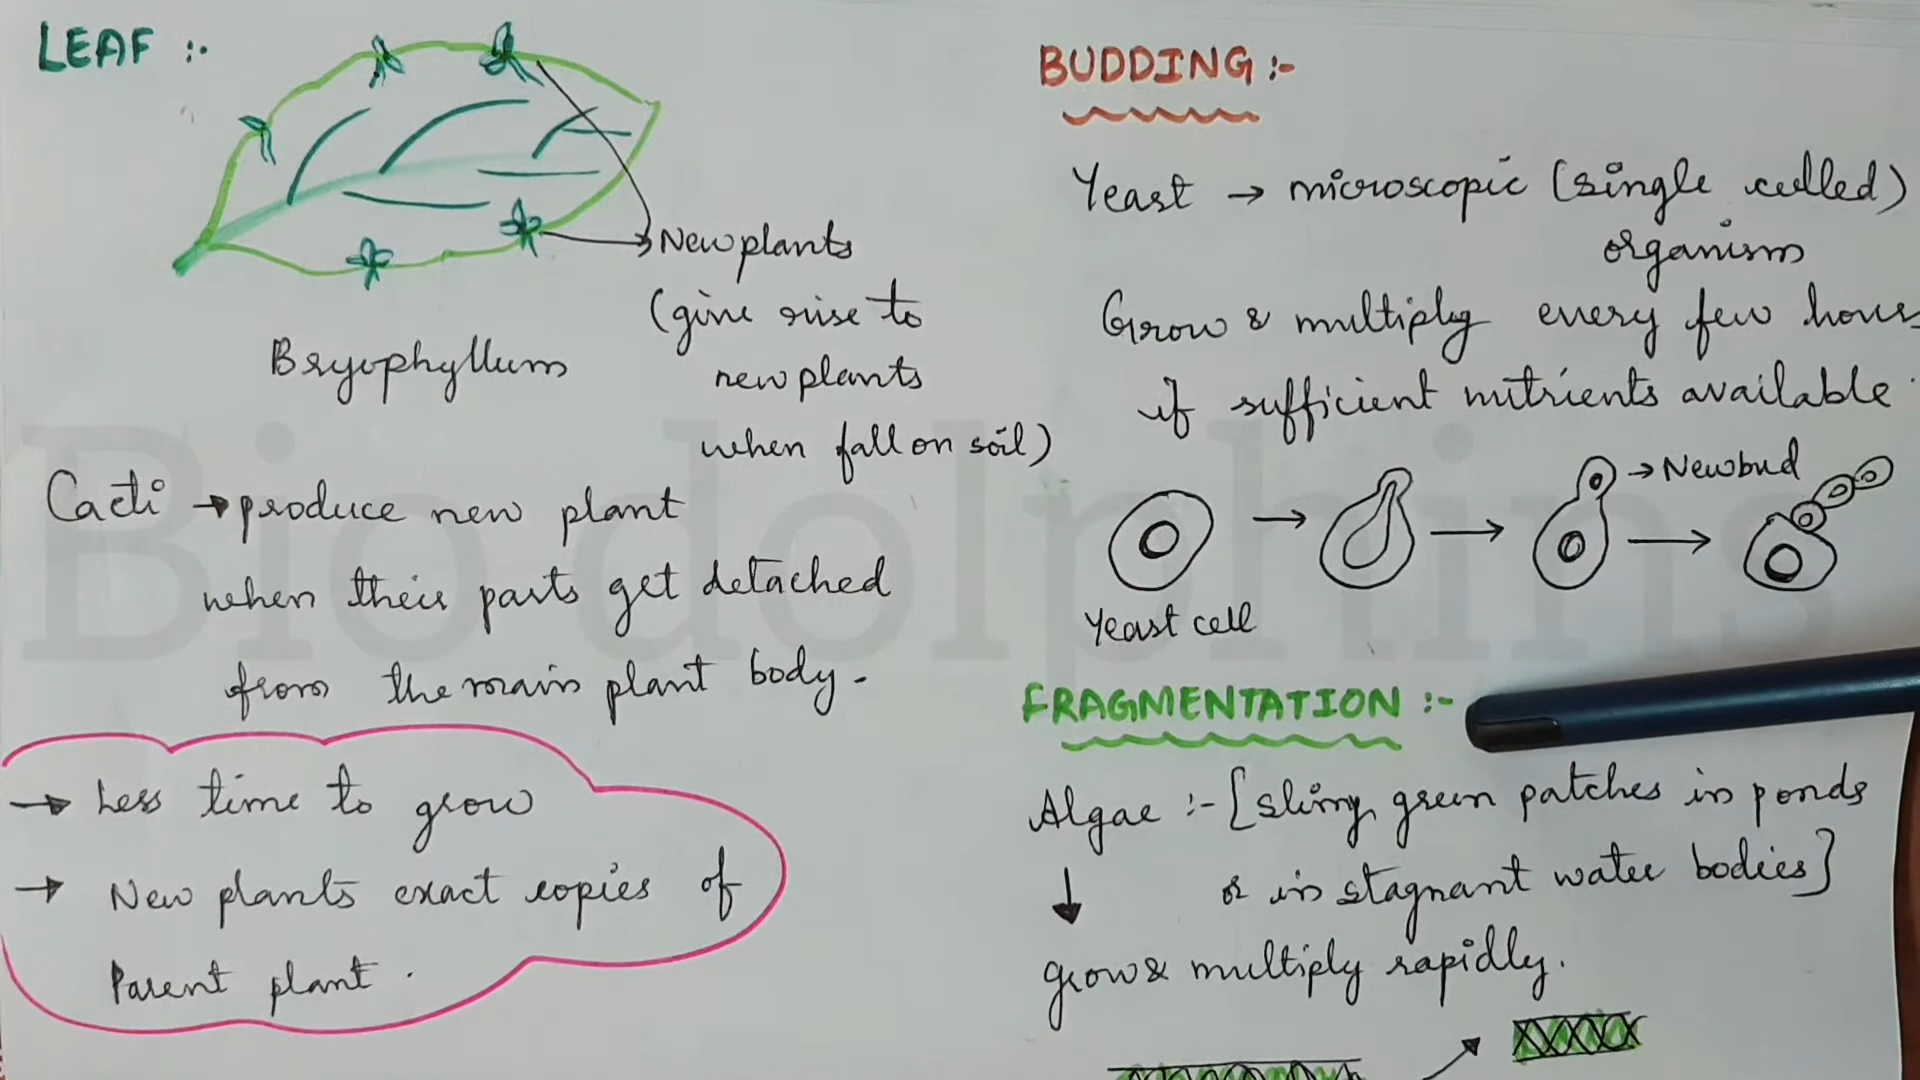 LEAF :-
New plants
(give rise to
new plants
when fall on soil)
Bryophyllum
Cacti → produce new plant
when their parts get detached
from the main plant body.
→ Less time to grow
→ New plants exact copies of
Parent plant.
BUDDING :-
Yeast → microscopic (single celled)
organism
Grow & multiply every few hours
if sufficient nutrients available.
→ New bud
Yeast cell
FRAGMENTATION :-
Algae :- [slimy green patches in ponds
or in stagnant water bodies]
grow & multiply rapidly.
Biodolphins